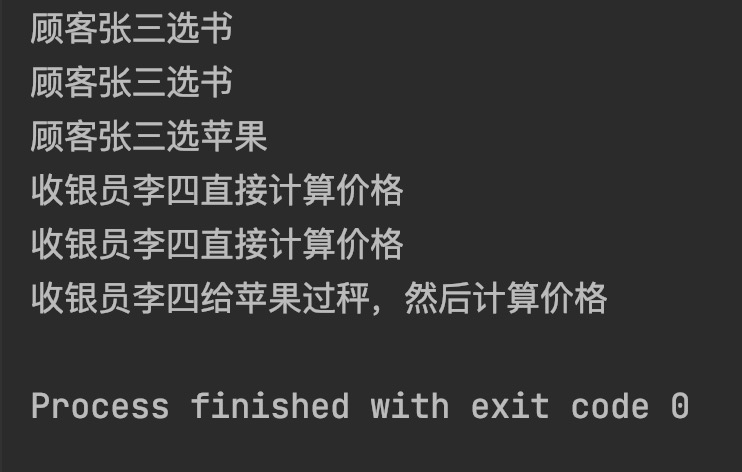 顾客张三选书
顾客张三选书
顾客张三选苹果
收银员李四直接计算价格
收银员李四直接计算价格
收银员李四给苹果过秤，然后计算价格
Process finished with exit code 0